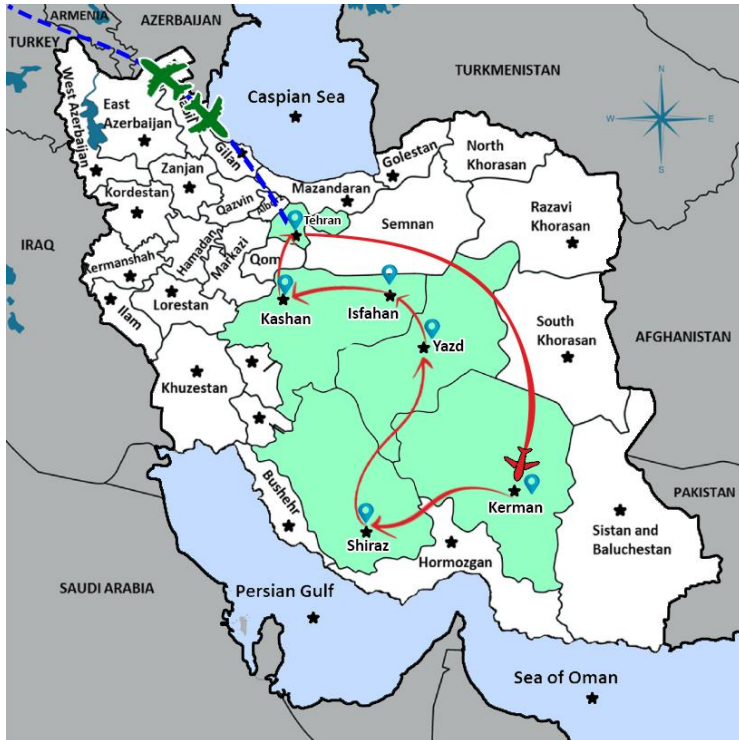 ARMENIA
AZERBAIJAN
TURKEY
TURKMENISTAN
Caspian Sea
N
W
E
S
East
Azerbaijan
West Azerbaijan
Gilan
Golestan
North
Khorasan
Zanjan
Mazandaran
Kordestan
Qazvin
Tehran
Semnan
Razavi
Khorasan
IRAQ
Hamadan
Markazi
Qom
Kermanshah
Lorestan
Ilam
Kashan
Isfahan
Yazd
South
Khorasan
AFGHANISTAN
Khuzestan
Bushehr
Kerman
PAKISTAN
Shiraz
Sistan and
Baluchestan
Hormozgan
SAUDI ARABIA
Persian Gulf
Sea of Oman